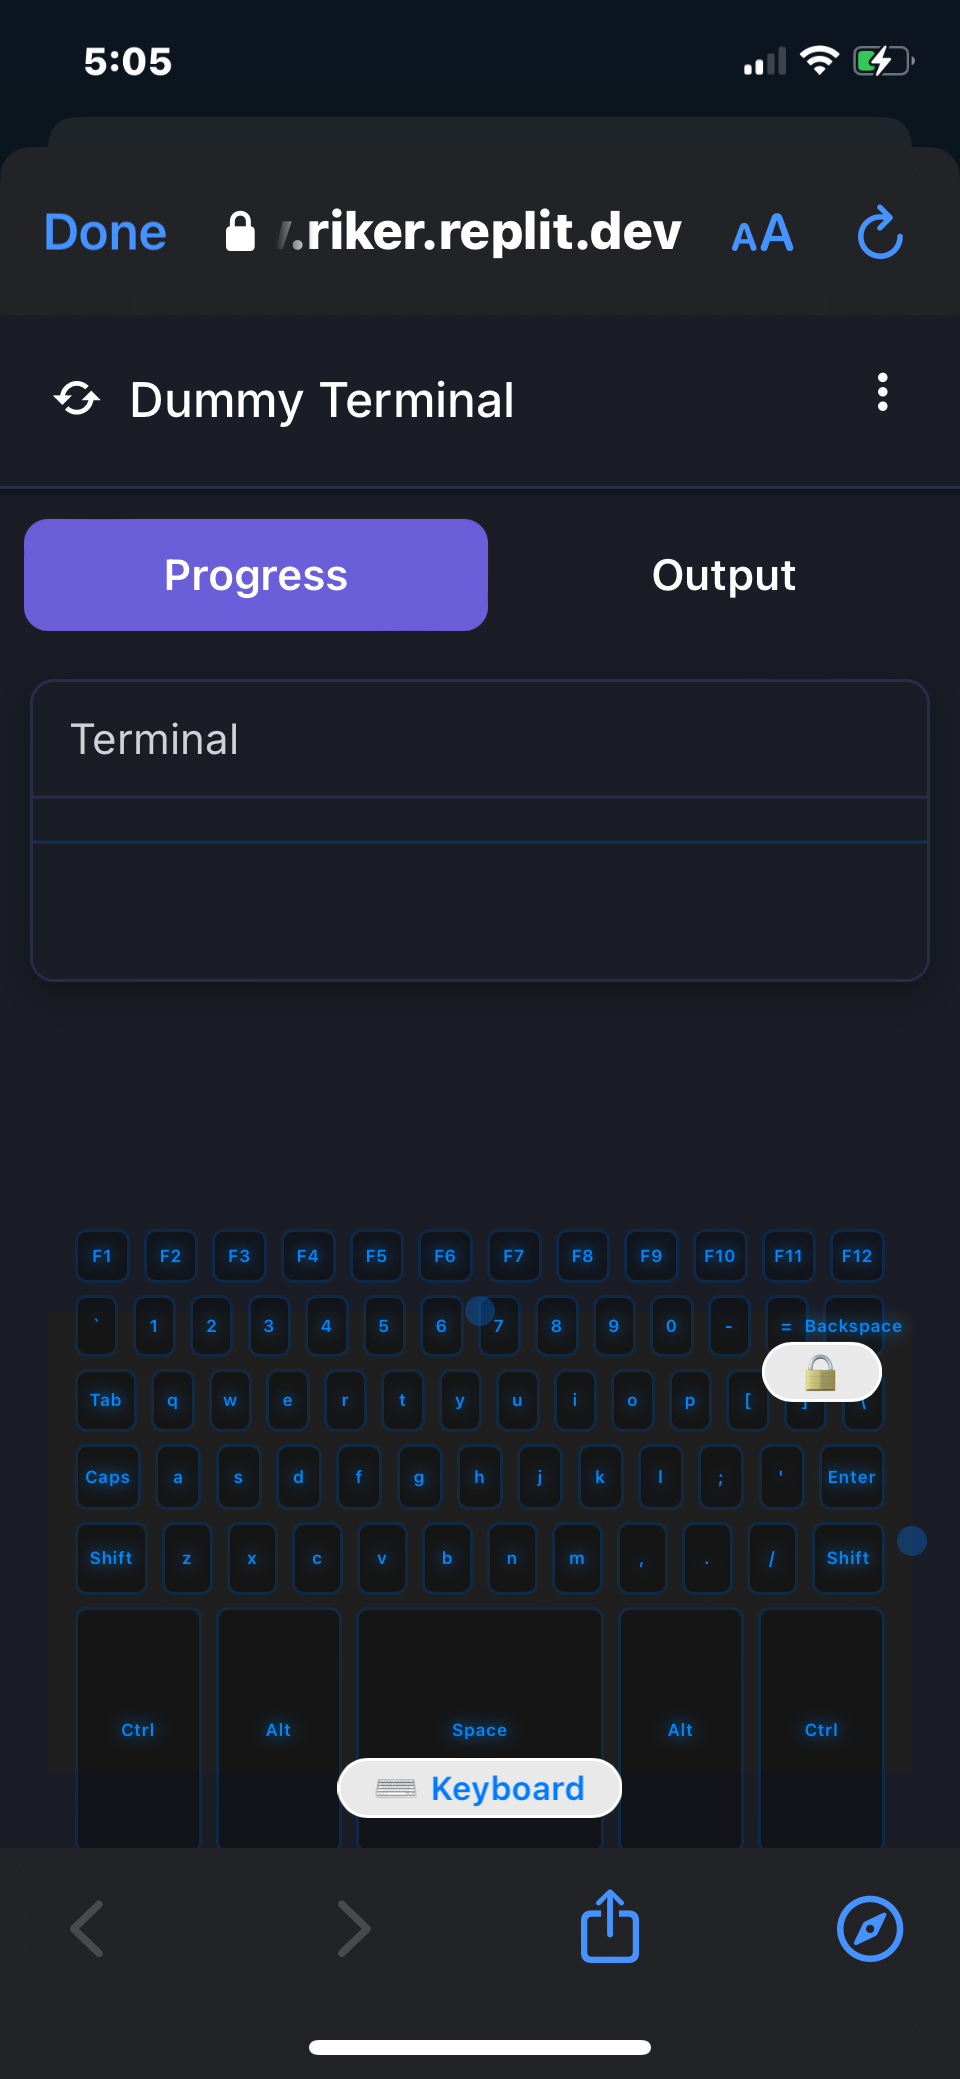 5:05
Done .riker.replit.dev AA
Dummy Terminal
Progress Output
Terminal
F1 F2 F3 F4 F5 F6 F7 F8 F9 F10 F11 F12
` 1 2 3 4 5 6 7 8 9 0 - = Backspace
Tab q w e r t y u i o p [ ] \
Caps a s d f g h j k l ; ' Enter
Shift z x c v b n m , . / Shift
Ctrl Alt Space Alt Ctrl
Keyboard